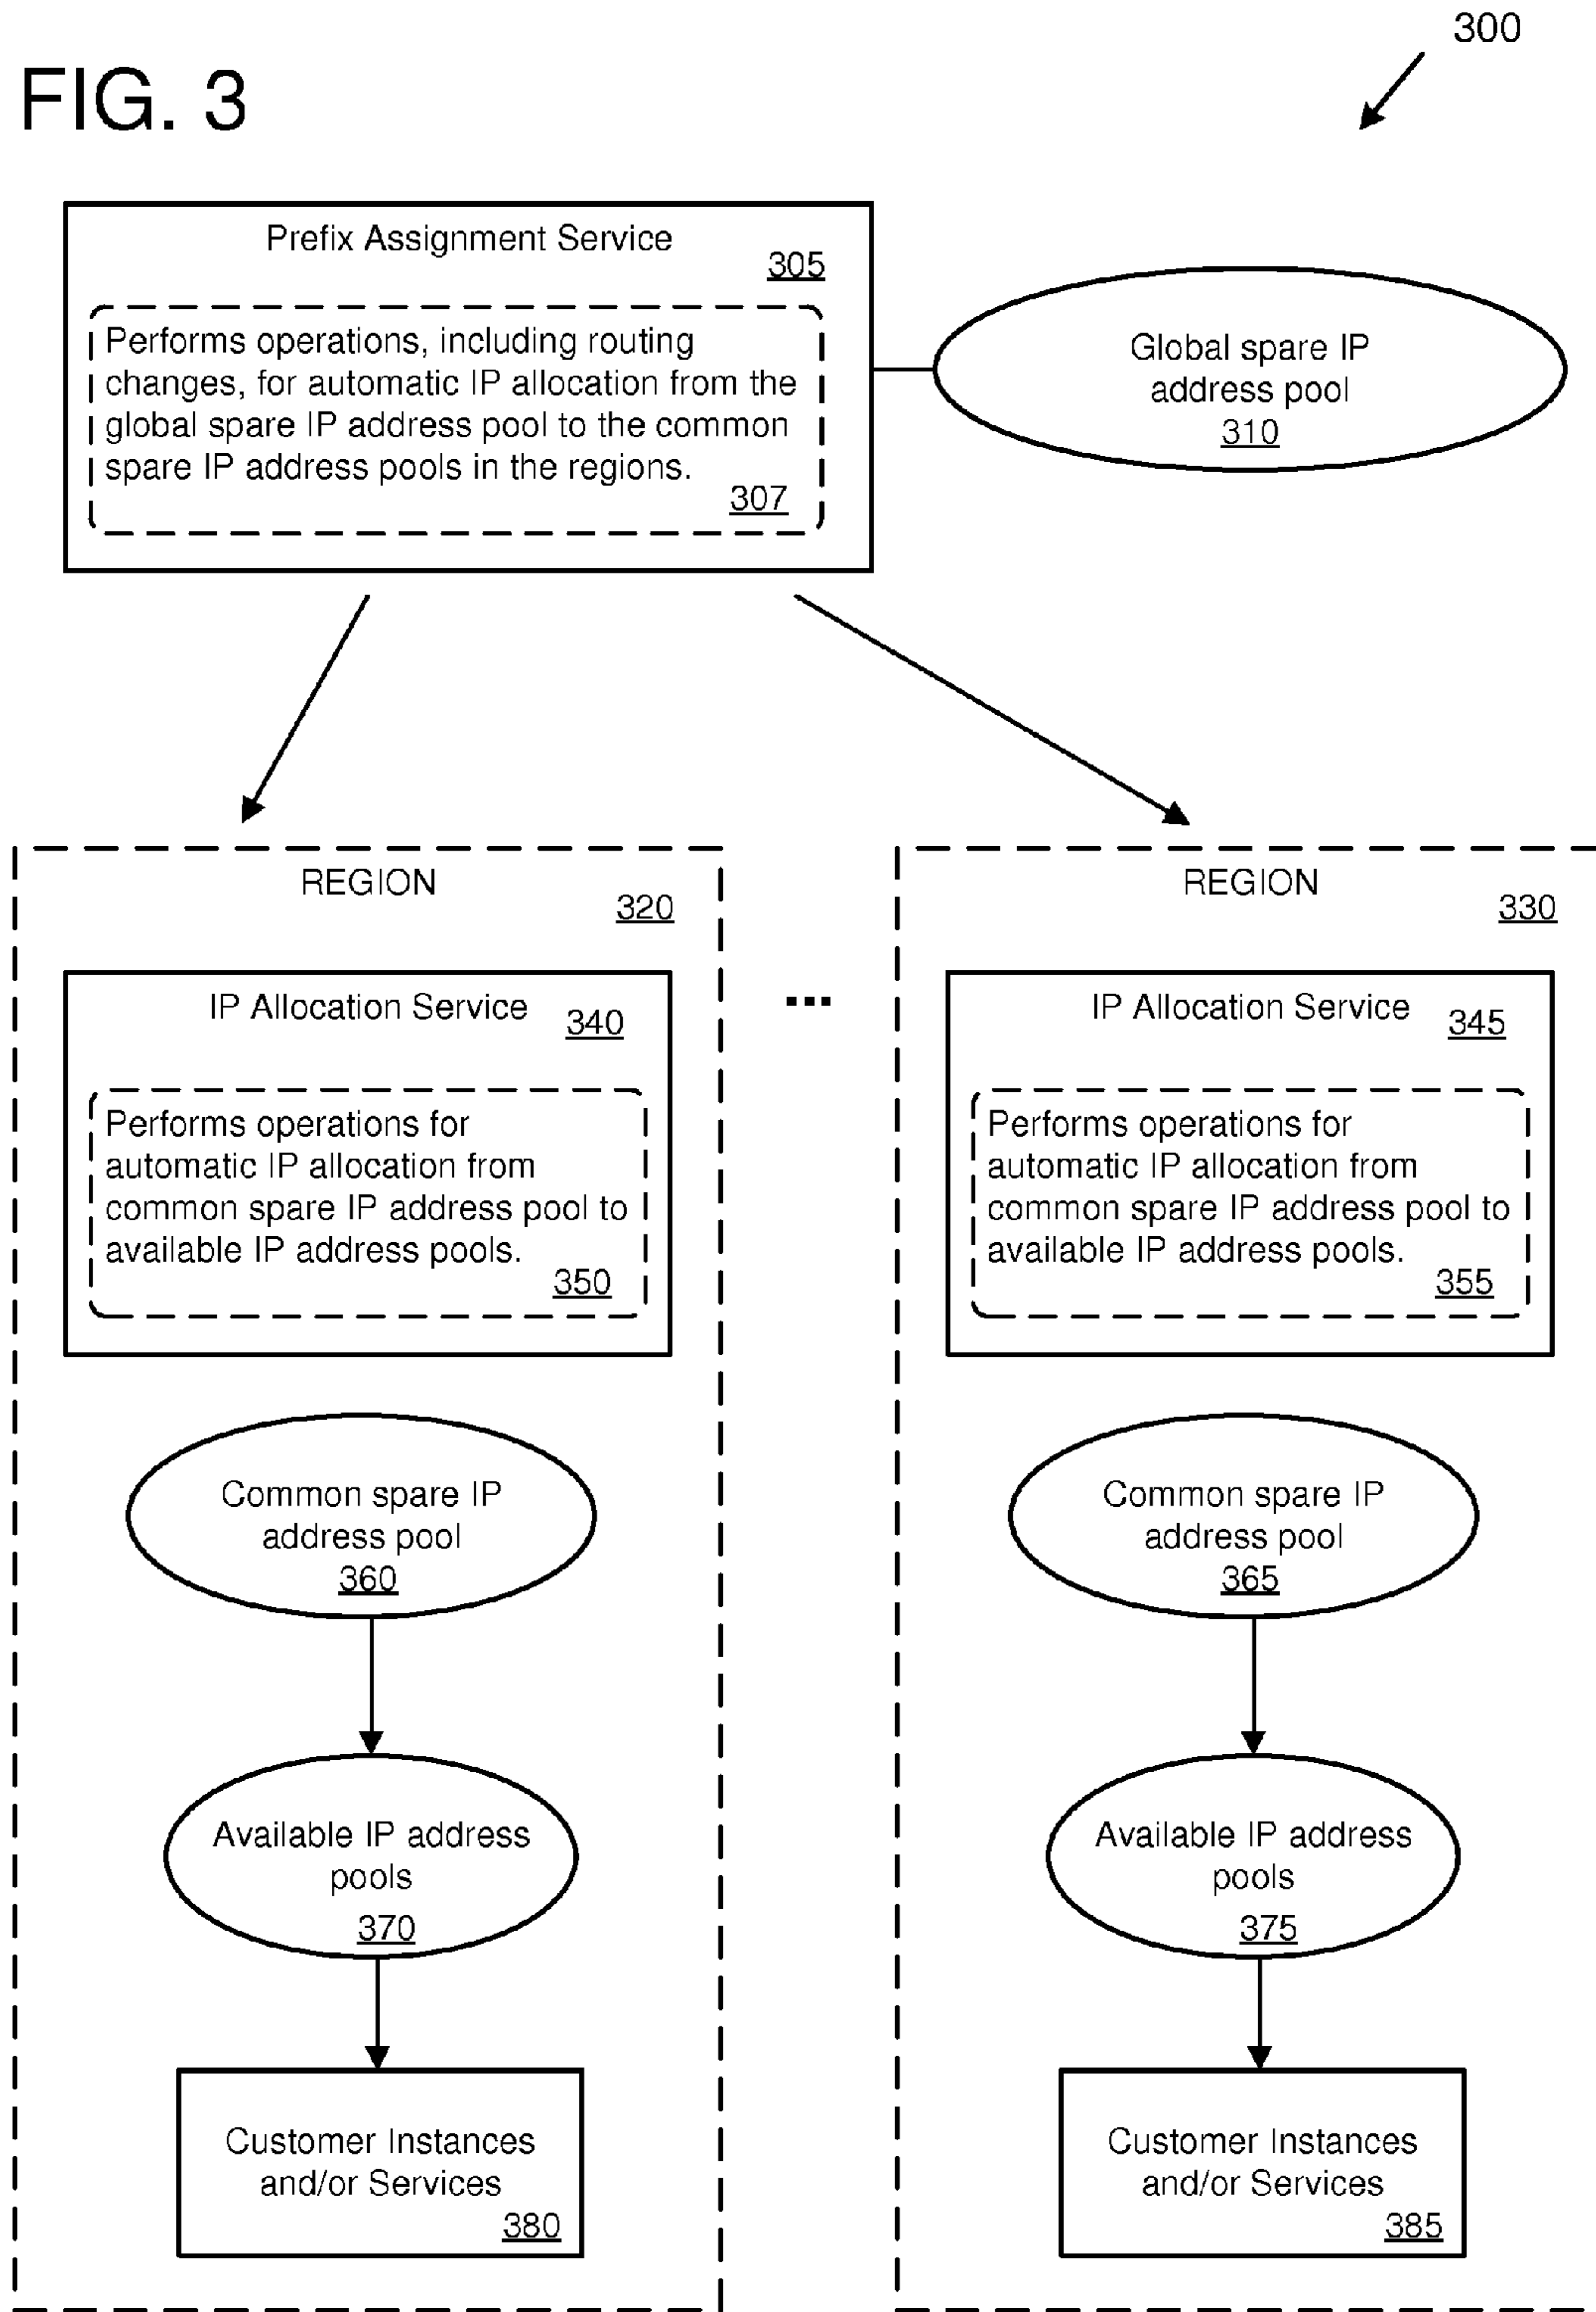 300
FIG. 3
Prefix Assignment Service
305
Performs operations, including routing
changes, for automatic IP allocation from the
global spare IP address pool to the common
spare IP address pools in the regions.
307
Global spare IP
address pool
310
REGION
320
IP Allocation Service
340
Performs operations for
automatic IP allocation from
common spare IP address pool to
available IP address pools.
350
Common spare IP
address pool
360
Available IP address
pools
370
Customer Instances
and/or Services
380
...
REGION
330
IP Allocation Service
345
Performs operations for
automatic IP allocation from
common spare IP address pool to
available IP address pools.
355
Common spare IP
address pool
365
Available IP address
pools
375
Customer Instances
and/or Services
385